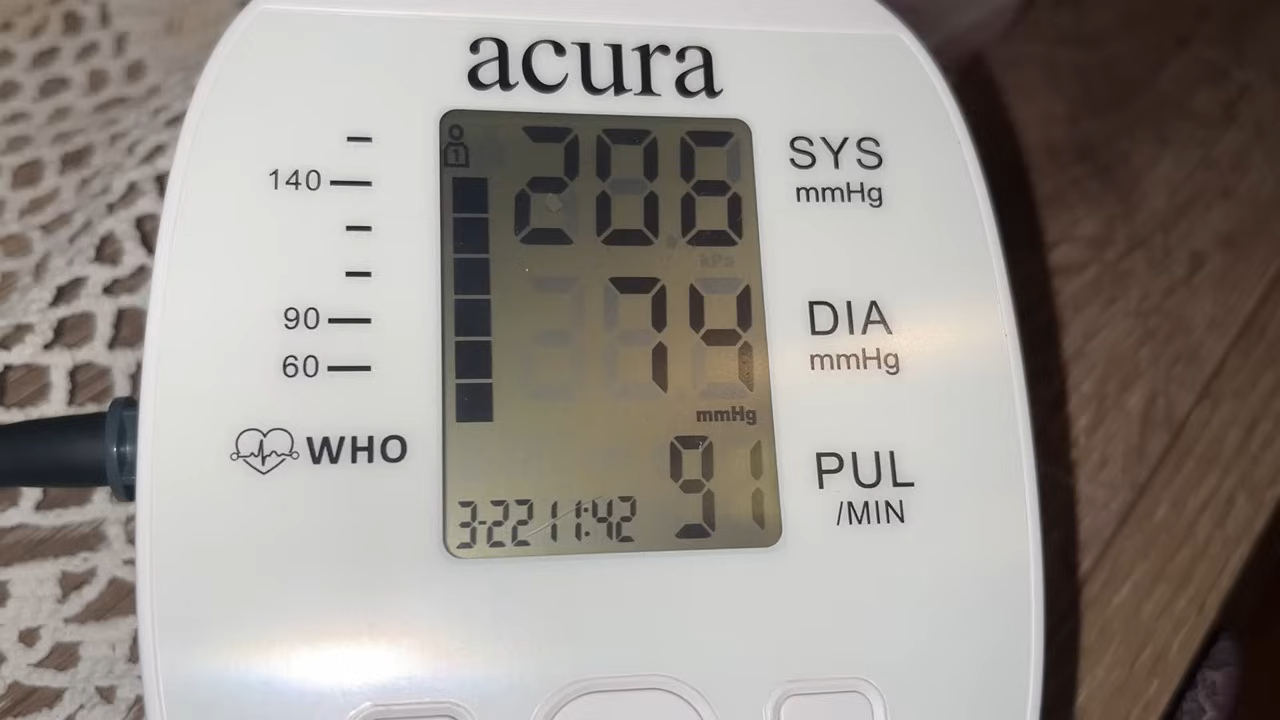 acura
1
206
SYS
mmHg
140
74
DIA
mmHg
90
60
mmHg
WHO
91
PUL
/MIN
3-22 11:42